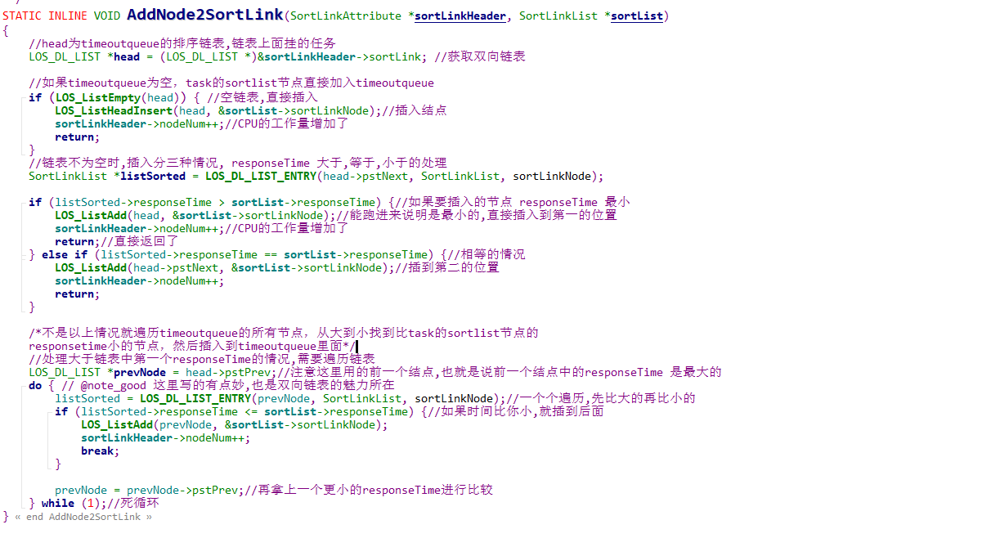 */
STATIC INLINE VOID AddNode2SortLink(SortLinkAttribute *sortLinkHeader, SortLinkList *sortList)
{
    //head为timeoutqueue的排序链表,链表上面挂的任务
    LOS_DL_LIST *head = (LOS_DL_LIST *)&sortLinkHeader->sortLink; //获取双向链表
    //如果timeoutqueue为空，task的sortlist节点直接加入timeoutqueue
    if (LOS_ListEmpty(head)) { //空链表,直接插入
        LOS_ListHeadInsert(head, &sortList->sortLinkNode);//插入结点
        sortLinkHeader->nodeNum++;//CPU的工作量增加了
        return;
    }
    //链表不为空时,插入分三种情况, responseTime 大于,等于,小于的处理
    SortLinkList *listSorted = LOS_DL_LIST_ENTRY(head->pstNext, SortLinkList, sortLinkNode);
    if (listSorted->responseTime > sortList->responseTime) {//如果要插入的节点 responseTime 最小
        LOS_ListAdd(head, &sortList->sortLinkNode);//能跑进来说明是最小的,直接插入到第一的位置
        sortLinkHeader->nodeNum++;//CPU的工作量增加了
        return;//直接返回了
    } else if (listSorted->responseTime == sortList->responseTime) {//相等的情况
        LOS_ListAdd(head->pstNext, &sortList->sortLinkNode);//插到第二的位置
        sortLinkHeader->nodeNum++;
        return;
    }
    /*不是以上情况就遍历timeoutqueue的所有节点，从大到小找到比task的sortlist节点的
    responsetime小的节点，然后插入到timeoutqueue里面*/
    //处理大于链表中第一个responseTime的情况,需要遍历链表
    LOS_DL_LIST *prevNode = head->pstPrev;//注意这里用的前一个结点,也就是说前一个结点中的responseTime 是最大的
    do { // @note_good 这里写的有点妙,也是双向链表的魅力所在
        listSorted = LOS_DL_LIST_ENTRY(prevNode, SortLinkList, sortLinkNode);//一个个遍历,先比大的再比小的
        if (listSorted->responseTime <= sortList->responseTime) {//如果时间比你小,就插到后面
            LOS_ListAdd(prevNode, &sortList->sortLinkNode);
            sortLinkHeader->nodeNum++;
            break;
        }
        prevNode = prevNode->pstPrev;//再拿上一个更小的responseTime进行比较
    } while (1);//死循环
} « end AddNode2SortLink »